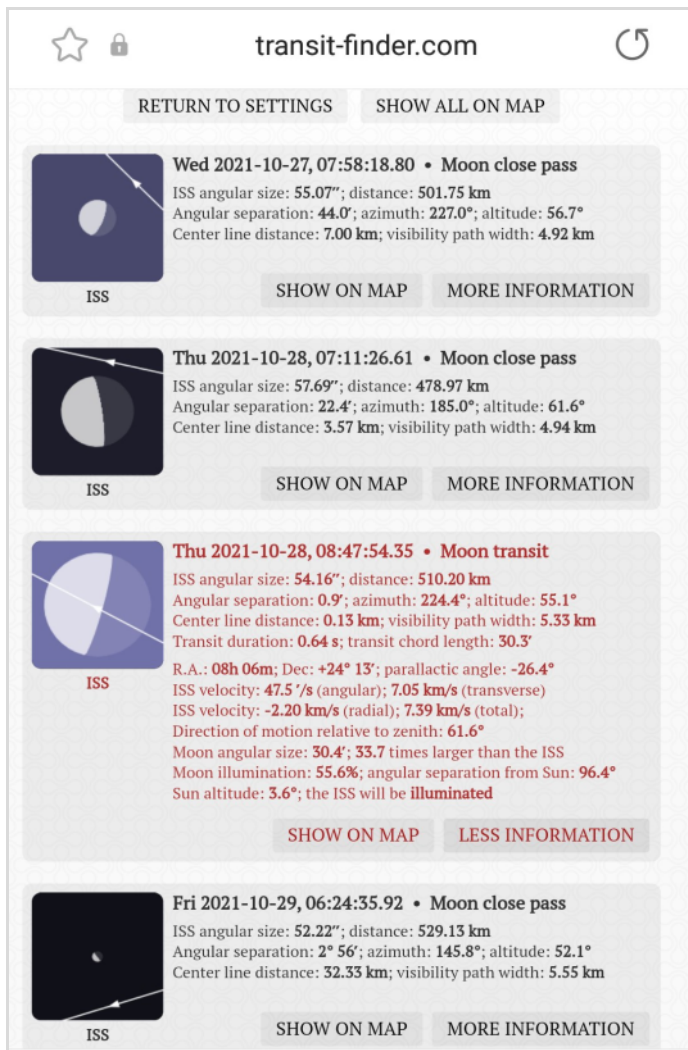 transit-finder.com
RETURN TO SETTINGS SHOW ALL ON MAP
Wed 2021-10-27, 07:58:18.80 • Moon close pass
ISS angular size: 55.07″; distance: 501.75 km
Angular separation: 44.0′; azimuth: 227.0°; altitude: 56.7°
Center line distance: 7.00 km; visibility path width: 4.92 km
ISS
SHOW ON MAP MORE INFORMATION
Thu 2021-10-28, 07:11:26.61 • Moon close pass
ISS angular size: 57.69″; distance: 478.97 km
Angular separation: 22.4′; azimuth: 185.0°; altitude: 61.6°
Center line distance: 3.57 km; visibility path width: 4.94 km
ISS
SHOW ON MAP MORE INFORMATION
Thu 2021-10-28, 08:47:54.35 • Moon transit
ISS angular size: 54.16″; distance: 510.20 km
Angular separation: 0.9′; azimuth: 224.4°; altitude: 55.1°
Center line distance: 0.13 km; visibility path width: 5.33 km
Transit duration: 0.64 s; transit chord length: 30.3′
ISS
R.A.: 08h 06m; Dec: +24° 13′; parallactic angle: -26.4°
ISS velocity: 47.5 ′/s (angular); 7.05 km/s (transverse)
ISS velocity: -2.20 km/s (radial); 7.39 km/s (total);
Direction of motion relative to zenith: 61.6°
Moon angular size: 30.4′; 33.7 times larger than the ISS
Moon illumination: 55.6%; angular separation from Sun: 96.4°
Sun altitude: 3.6°; the ISS will be illuminated
SHOW ON MAP LESS INFORMATION
Fri 2021-10-29, 06:24:35.92 • Moon close pass
ISS angular size: 52.22″; distance: 529.13 km
Angular separation: 2° 56′; azimuth: 145.8°; altitude: 52.1°
Center line distance: 32.33 km; visibility path width: 5.55 km
ISS
SHOW ON MAP MORE INFORMATION